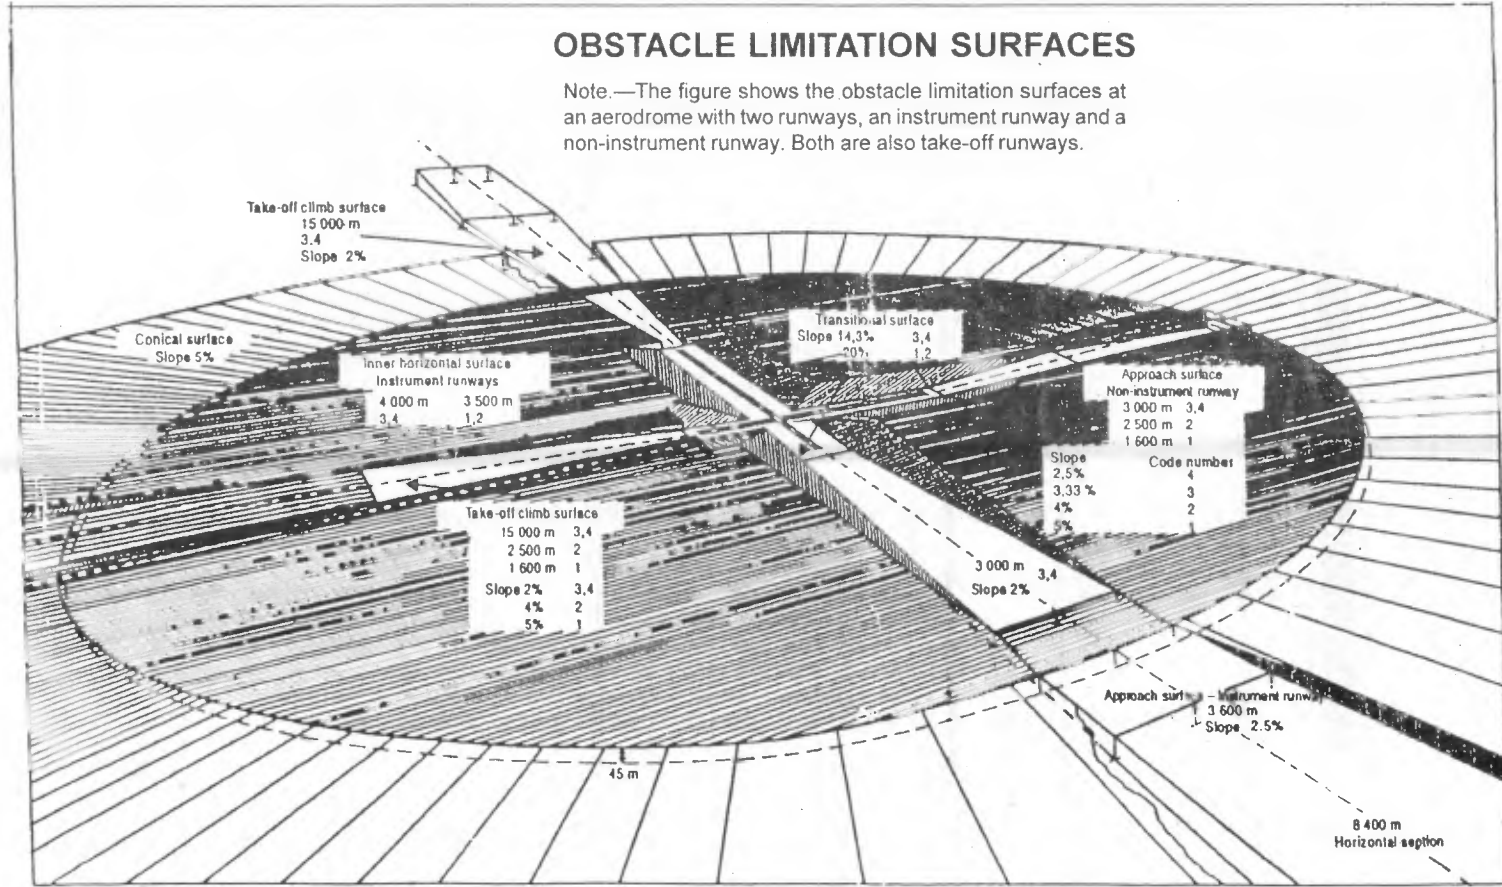 OBSTACLE LIMITATION SURFACES
Note.—The figure shows the obstacle limitation surfaces at
an aerodrome with two runways, an instrument runway and a
non-instrument runway. Both are also take-off runways.
Take-off climb surface
15 000 m
3.4
Slope 2%
Conical surface
Slope 5%
Inner horizontal surface
Instrument runways
4 000 m 3 500 m
3,4 1,2
Transitional surface
Slope 14,3% 3,4
20% 1,2
Approach surface
Non-instrument runway
3 000 m 3,4
2 500 m 2
1 600 m 1
Slope Code number
2,5% 4
3,33 % 3
4% 2
5% 1
Take-off climb surface
15 000 m 3,4
2 500 m 2
1 600 m 1
Slope 2% 3,4
4% 2
5% 1
3 000 m 3,4
Slope 2%
Approach surf – Instrument runw
3 600 m
Slope 2.5%
45 m
8 400 m
Horizontal section